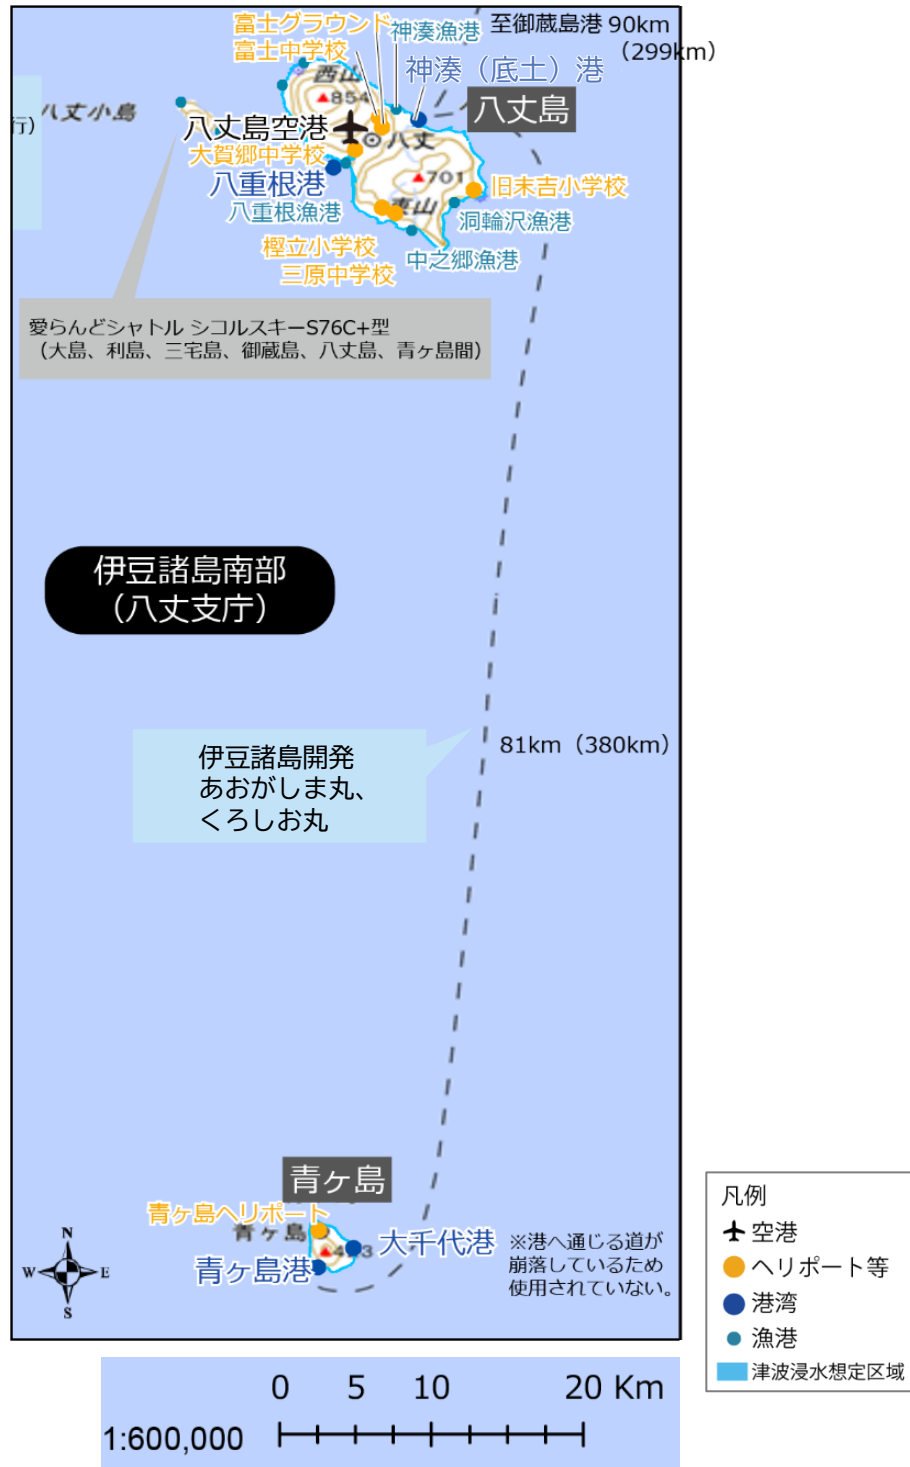 至御蔵島港 90km
（299km）
富士グラウンド
富士中学校
神湊漁港
神湊（底土）港
八丈島
西山
854
八丈小島
行）
八丈島空港
八丈
大賀郷中学校
八重根港
八重根漁港
701
東山
旧末吉小学校
洞輪沢漁港
樫立小学校
三原中学校
中之郷漁港
愛らんどシャトル シコルスキーS76C+型
（大島、利島、三宅島、御蔵島、八丈島、青ヶ島間）
伊豆諸島南部
（八丈支庁）
81km（380km）
伊豆諸島開発
あおがしま丸、
くろしお丸
青ヶ島
青ヶ島ヘリポート
青ヶ島
大千代港
青ヶ島港
※港へ通じる道が
崩落しているため
使用されていない。
N
W E
S
凡例
空港
ヘリポート等
港湾
漁港
津波浸水想定区域
0 5 10 20 Km
1:600,000